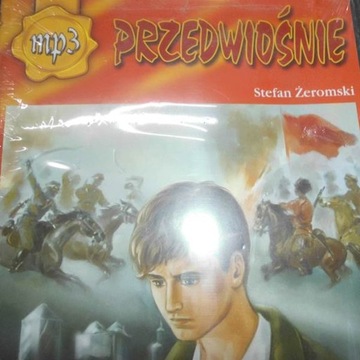 mp3
PRZEDWIOŚNIE
Stefan Żeromski